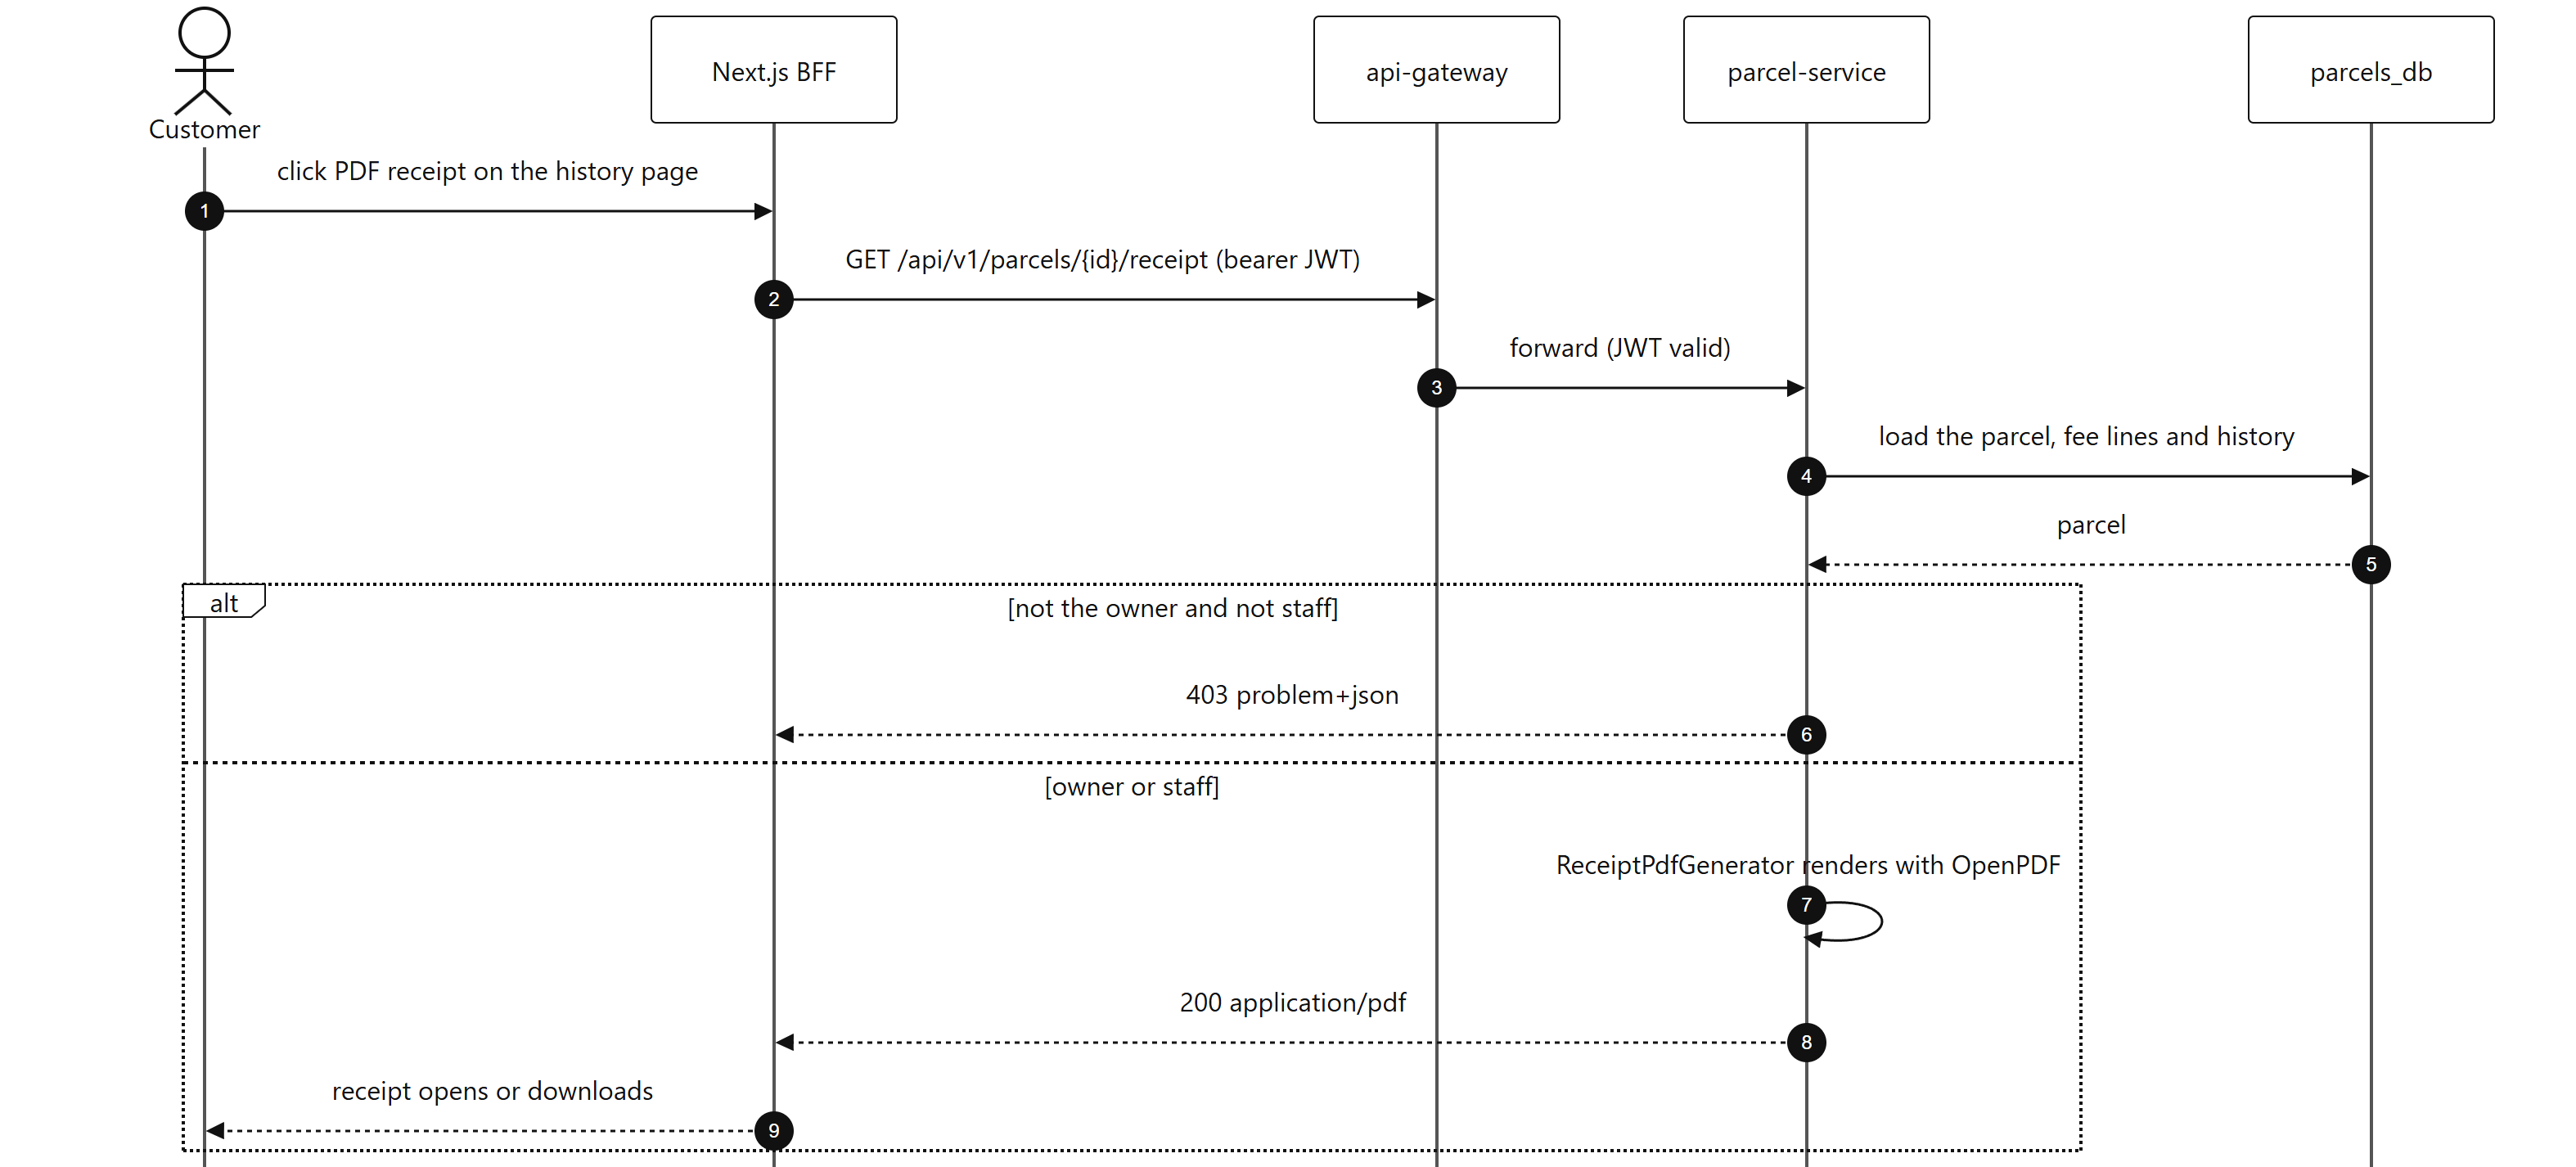 Customer
Next.js BFF
api-gateway
parcel-service
parcels_db
click PDF receipt on the history page
1
GET /api/v1/parcels/{id}/receipt (bearer JWT)
2
forward (JWT valid)
3
load the parcel, fee lines and history
4
parcel
5
alt
[not the owner and not staff]
403 problem+json
6
[owner or staff]
ReceiptPdfGenerator renders with OpenPDF
7
200 application/pdf
8
receipt opens or downloads
9